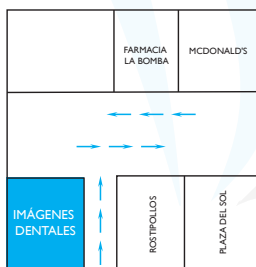 FARMACIA
LA BOMBA
MCDONALD'S
IMÁGENES
DENTALES
ROSTIPOLLOS
PLAZA DEL SOL